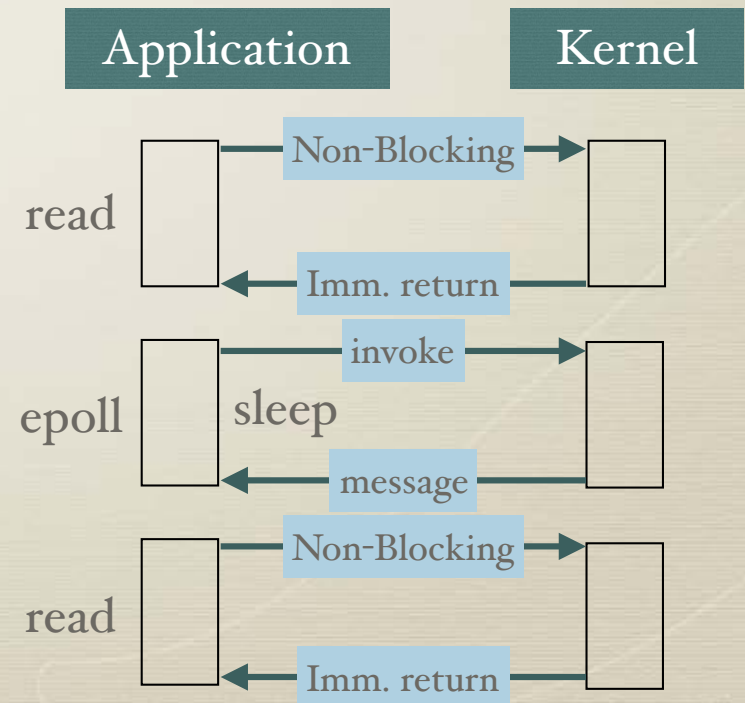 Application
Kernel
Non-Blocking
read
Imm. return
invoke
epoll
sleep
message
Non-Blocking
read
Imm. return